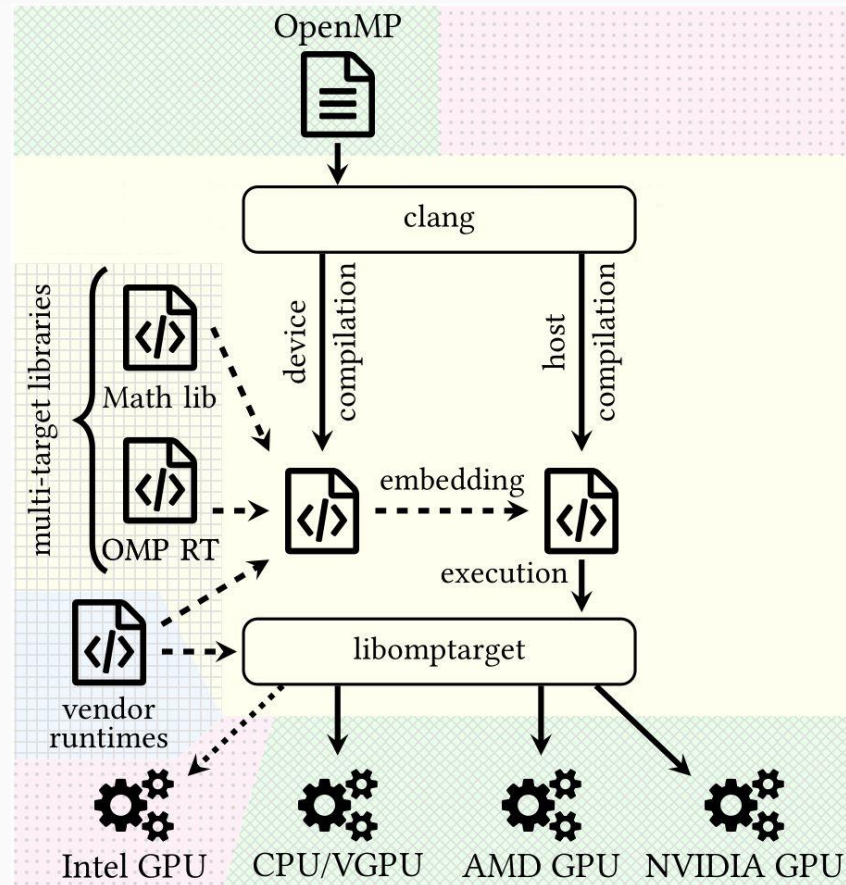 OpenMP
clang
device
compilation
host
compilation
multi-target libraries
Math lib
OMP RT
embedding
execution
vendor
runtimes
libomptarget
Intel GPU
CPU/VGPU
AMD GPU
NVIDIA GPU